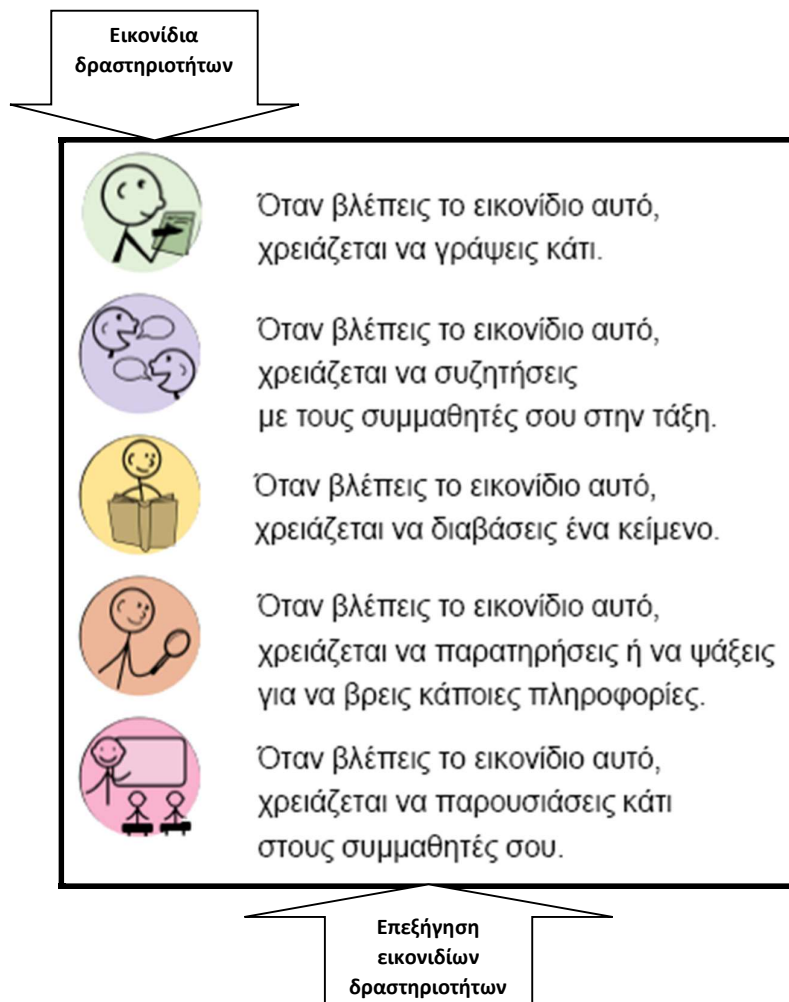 Εικονίδια
δραστηριοτήτων
Όταν βλέπεις το εικονίδιο αυτό,
χρειάζεται να γράψεις κάτι.
Όταν βλέπεις το εικονίδιο αυτό,
χρειάζεται να συζητήσεις
με τους συμμαθητές σου στην τάξη.
Όταν βλέπεις το εικονίδιο αυτό,
χρειάζεται να διαβάσεις ένα κείμενο.
Όταν βλέπεις το εικονίδιο αυτό,
χρειάζεται να παρατηρήσεις ή να ψάξεις
για να βρεις κάποιες πληροφορίες.
Όταν βλέπεις το εικονίδιο αυτό,
χρειάζεται να παρουσιάσεις κάτι
στους συμμαθητές σου.
Επεξήγηση
εικονιδίων
δραστηριοτήτων